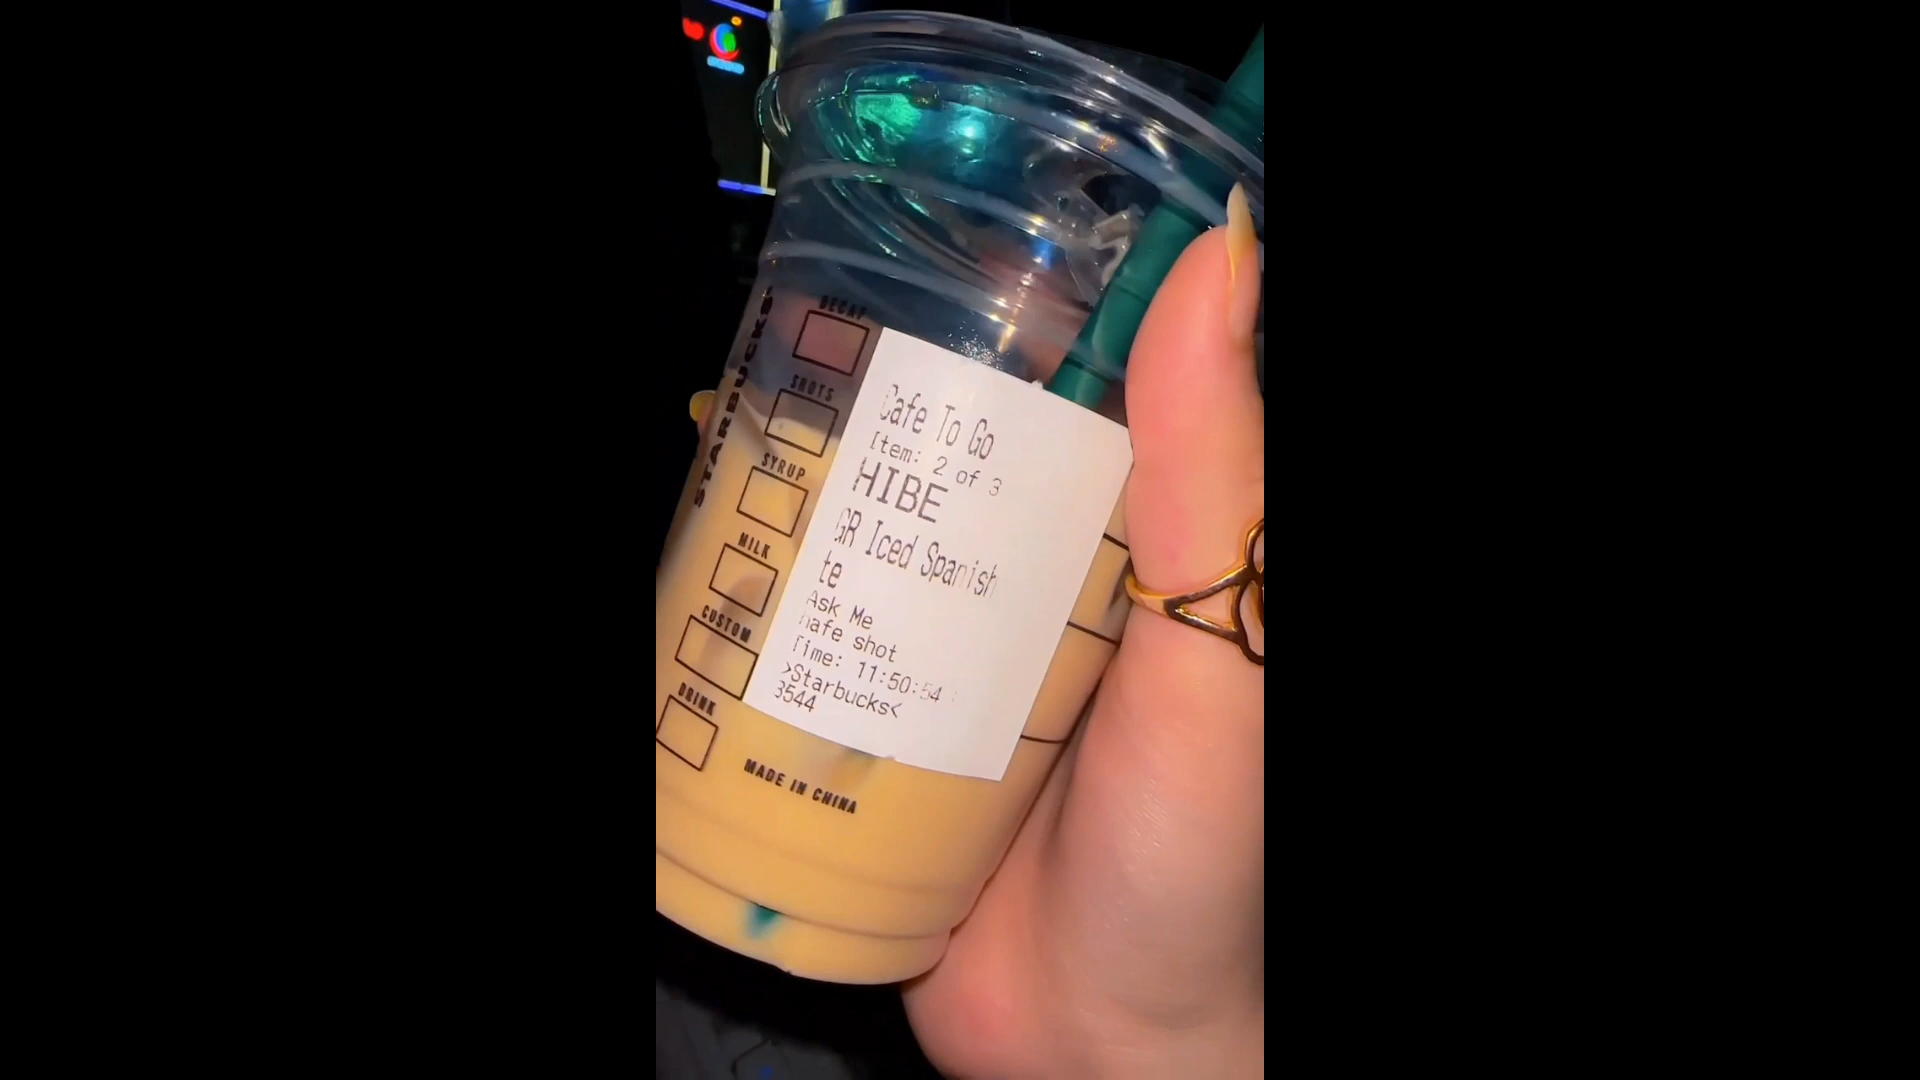 STARBUCKS
DECAF
SHOTS
SYRUP
MILK
CUSTOM
DRINK
Cafe To Go
Item: 2 of 3
HIBE
GR Iced Spanish
te
Ask Me
hafe shot
Time: 11:50:54
>Starbucks<
3544
MADE IN CHINA